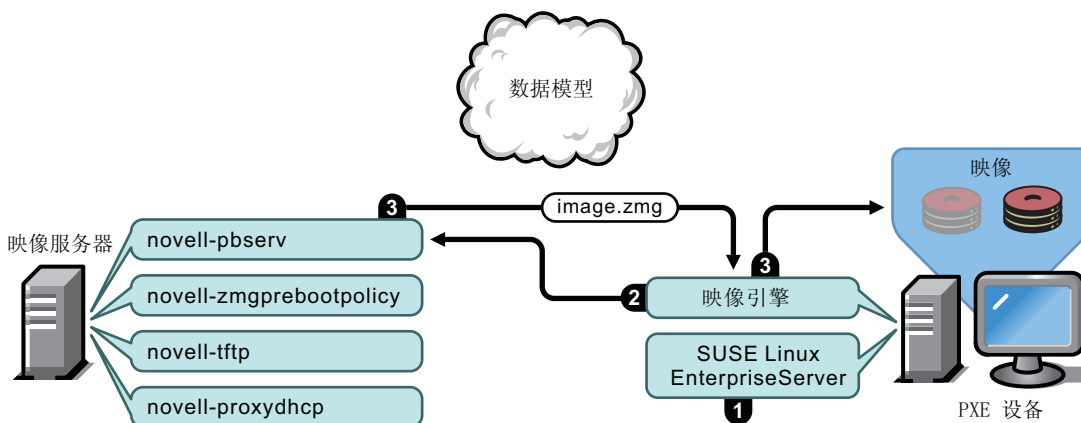 数据模型
映像
3
image.zmg
映像服务器
novell-pbserv
3
novell-zmgprebootpolicy
2
映像引擎
novell-tftp
SUSE Linux
EnterpriseServer
novell-proxydhcp
1
PXE 设备